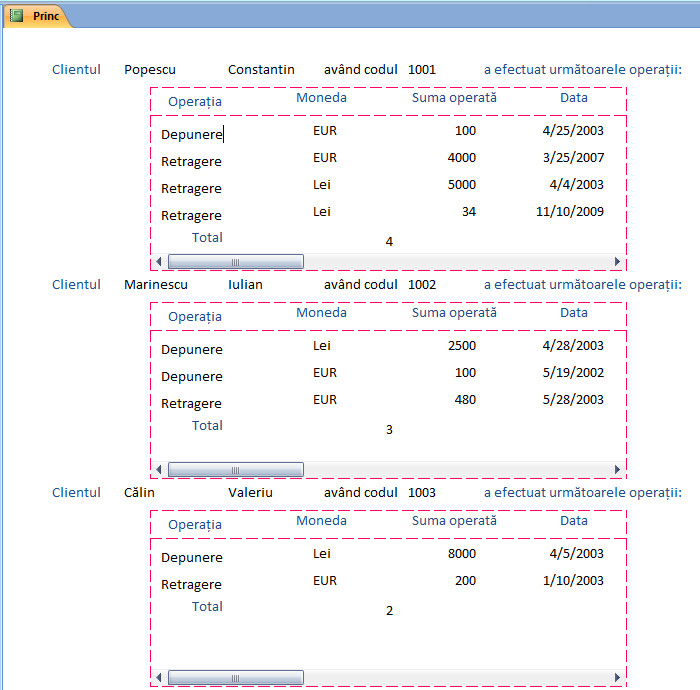 Princ
Clientul Popescu Constantin având codul 1001 a efectuat următoarele operații:
Operația Moneda Suma operată Data
Depunere EUR 100 4/25/2003
Retragere EUR 4000 3/25/2007
Retragere Lei 5000 4/4/2003
Retragere Lei 34 11/10/2009
Total 4
Clientul Marinescu Iulian având codul 1002 a efectuat următoarele operații:
Operația Moneda Suma operată Data
Depunere Lei 2500 4/28/2003
Depunere EUR 100 5/19/2002
Retragere EUR 480 5/28/2003
Total 3
Clientul Călin Valeriu având codul 1003 a efectuat următoarele operații:
Operația Moneda Suma operată Data
Depunere Lei 8000 4/5/2003
Retragere EUR 200 1/10/2003
Total 2